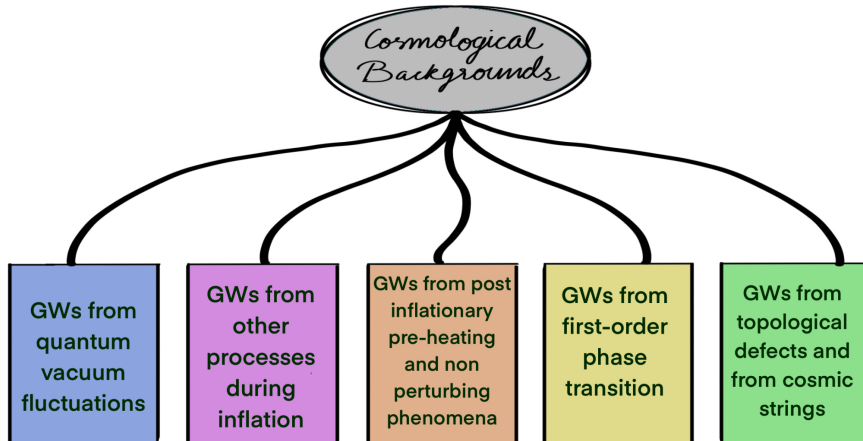 Cosmological
Backgrounds
GWs from
quantum
vacuum
fluctuations
GWs from
other
processes
during
inflation
GWs from post
inflationary
pre-heating
and non
perturbing
phenomena
GWs from
first-order
phase
transition
GWs from
topological
defects and
from cosmic
strings